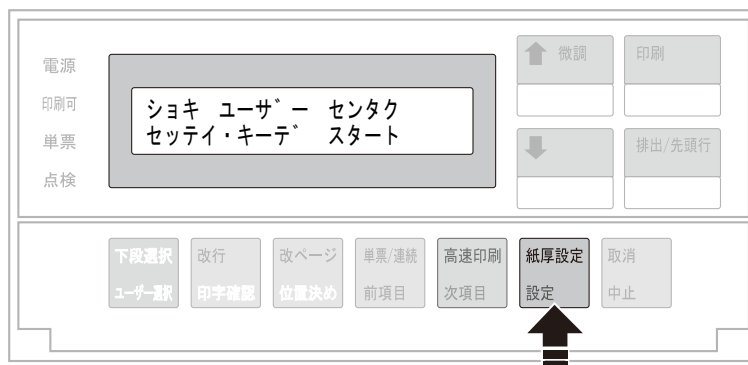 電源
印刷可
単票
点検
ショキ ユーザー センタク
セッテイ・キーデ スタート
微調
印刷
排出/先頭行
下段選択
ユーザー選択
改行
印字確認
改ページ
位置決め
単票/連続
前項目
高速印刷
次項目
紙厚設定
設定
取消
中止